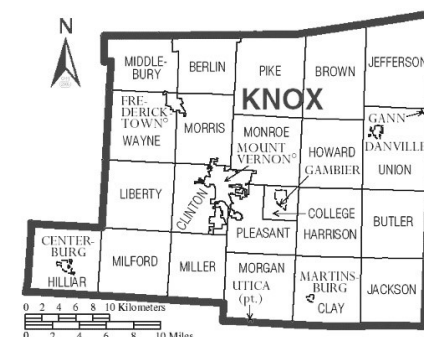 N
MIDDLE-
BURY
BERLIN
PIKE
BROWN
JEFFERSON
KNOX
FRE-
DERICK-
TOWN°
WAYNE
MORRIS
MONROE
MOUNT
VERNON°
HOWARD
GANN
DANVILLE
UNION
GAMBIER
LIBERTY
CLINTON
PLEASANT
COLLEGE
HARRISON
BUTLER
CENTER-
BURG
HILLIAR
MILFORD
MILLER
MORGAN
UTICA
(pt.)
MARTINS-
BURG
CLAY
JACKSON
0 2 4 6 8 10 Kilometers
0 2 4 6 8 10 Miles